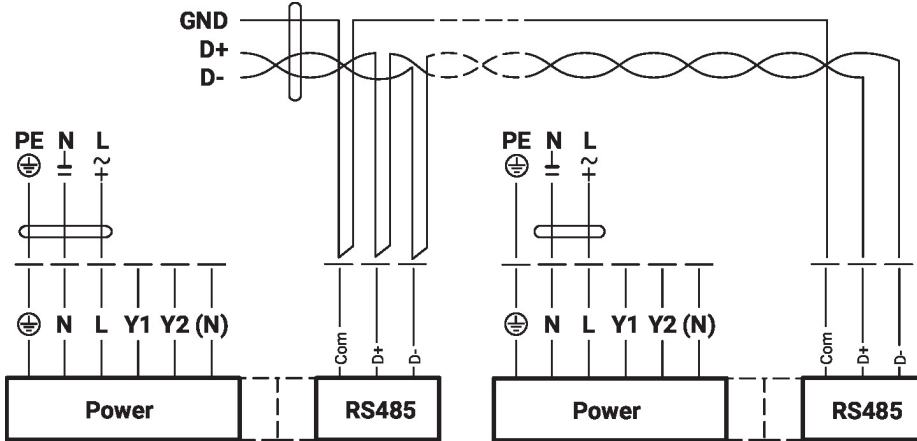 GND
D+
D-
PE N L PE N L
N L Y1 Y2 (N) Com D+ D- N L Y1 Y2 (N) Com D+ D-
Power RS485 Power RS485